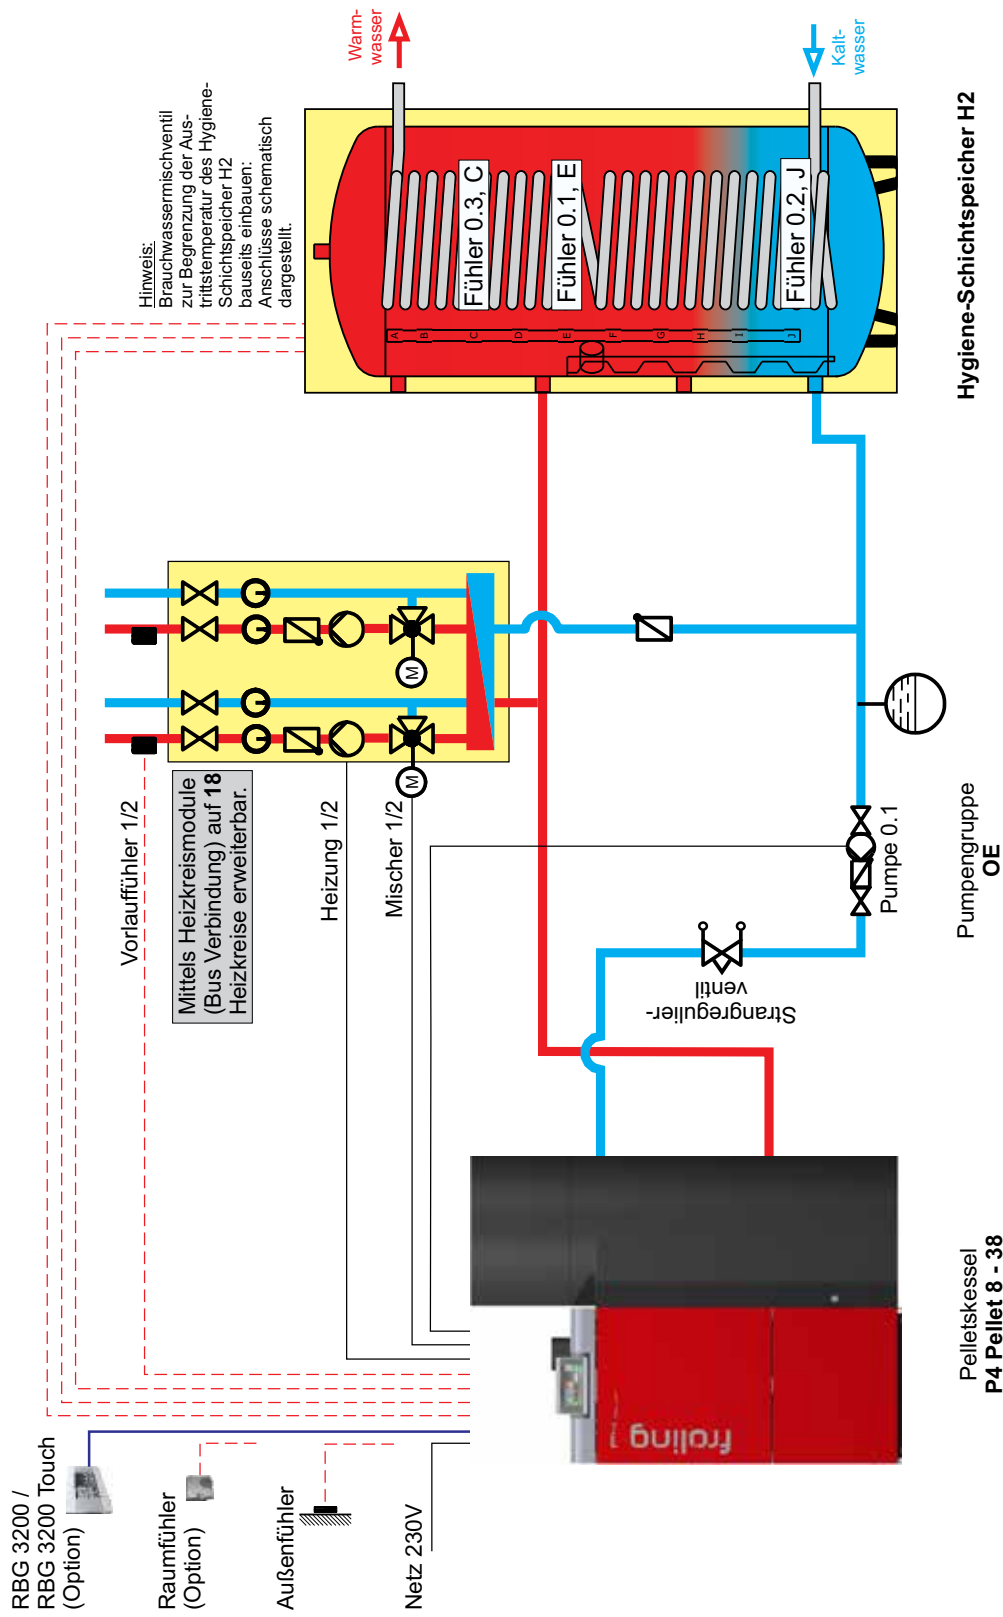 RBG 3200 /
RBG 3200 Touch
(Option)
Raumfühler
(Option)
Außenfühler
Netz 230V
Vorlauffühler 1/2
Mittels Heizkreismodule
(Bus Verbindung) auf 18
Heizkreise erweiterbar.
Heizung 1/2
Mischer 1/2
M
M
Hinweis:
Brauchwassermischventil
zur Begrenzung der Aus-
trittstemperatur des Hygiene-
Schichtspeicher H2
bauseits einbauen:
Anschlüsse schematisch
dargestellt.
Warm-
wasser
Kalt-
wasser
Fühler 0.3, C
Fühler 0.1, E
Fühler 0.2, J
A
B
C
D
E
F
G
H
I
J
Hygiene-Schichtspeicher H2
Strangregulier-
ventil
Pumpe 0.1
Pumpengruppe
OE
froling
Pelletskessel
P4 Pellet 8 - 38